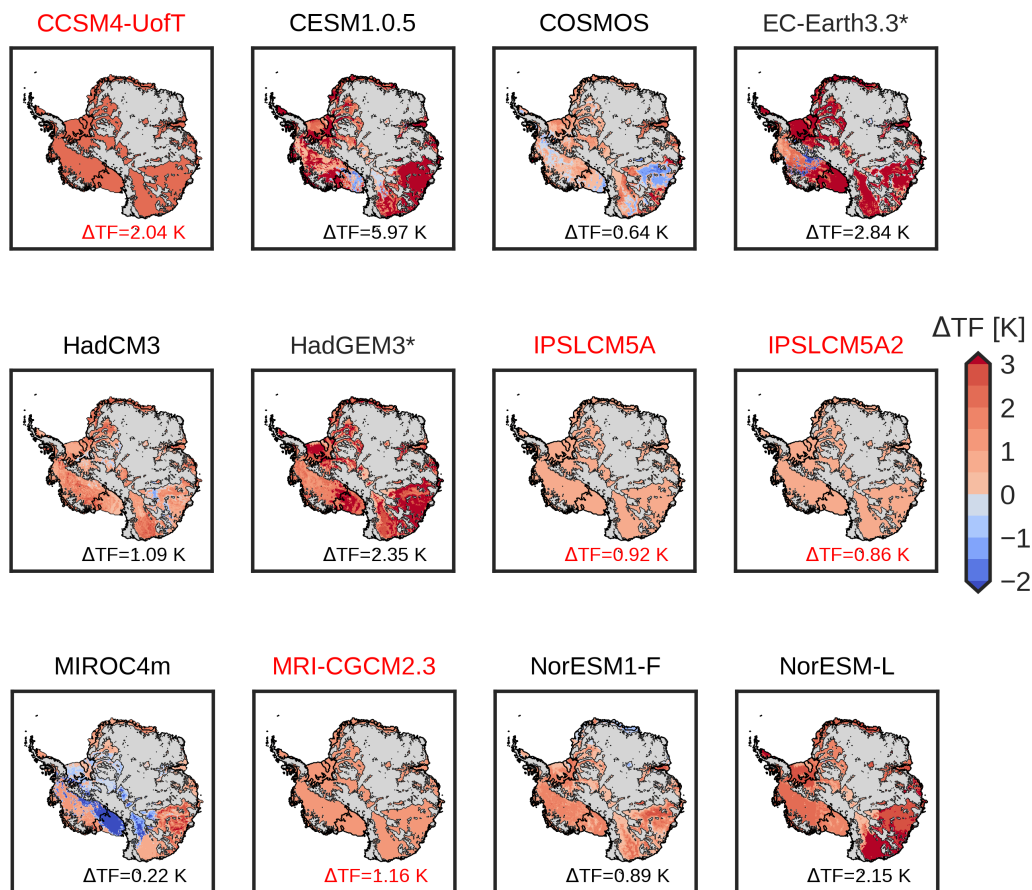 CCSM4-UofT
CESM1.0.5
COSMOS
EC-Earth3.3*
ΔTF=2.04 K
ΔTF=5.97 K
ΔTF=0.64 K
ΔTF=2.84 K
HadCM3
HadGEM3*
IPSLCM5A
IPSLCM5A2
ΔTF [K]
3
2
1
0
−1
−2
ΔTF=1.09 K
ΔTF=2.35 K
ΔTF=0.92 K
ΔTF=0.86 K
MIROC4m
MRI-CGCM2.3
NorESM1-F
NorESM-L
ΔTF=0.22 K
ΔTF=1.16 K
ΔTF=0.89 K
ΔTF=2.15 K